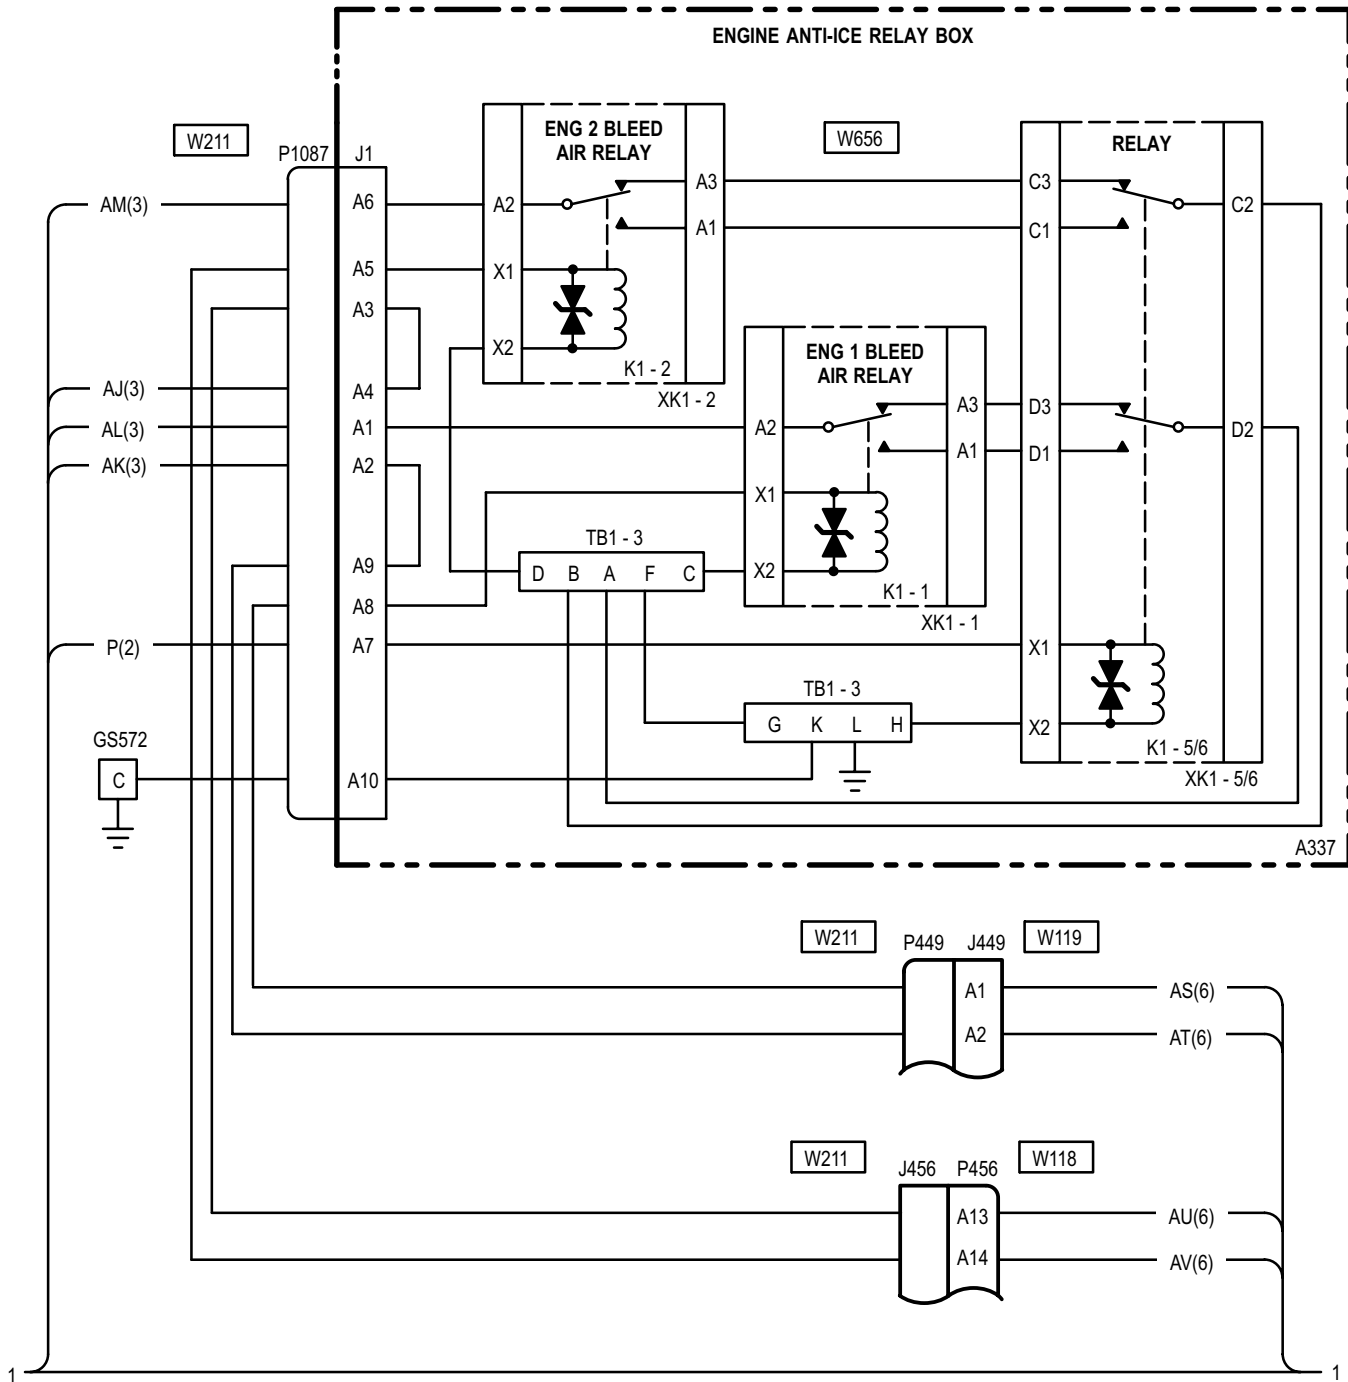 ENGINE ANTI-ICE RELAY BOX
W211
P1087 J1
ENG 2 BLEED
AIR RELAY
W656
RELAY
AM(3)
A6
A2
A3
A1
C3
C1
C2
A5
X1
A3
X2
K1 - 2
XK1 - 2
AJ(3)
A4
ENG 1 BLEED
AIR RELAY
AL(3)
A1
A2
A3
A1
D3
D1
D2
AK(3)
A2
X1
TB1 - 3
D B A F C
X2
K1 - 1
XK1 - 1
A9
A8
P(2)
A7
X1
TB1 - 3
G K L H
X2
K1 - 5/6
XK1 - 5/6
GS572
C
A10
A337
W211
P449 J449
W119
A1
AS(6)
A2
AT(6)
W211
J456 P456
W118
A13
AU(6)
A14
AV(6)
1
1